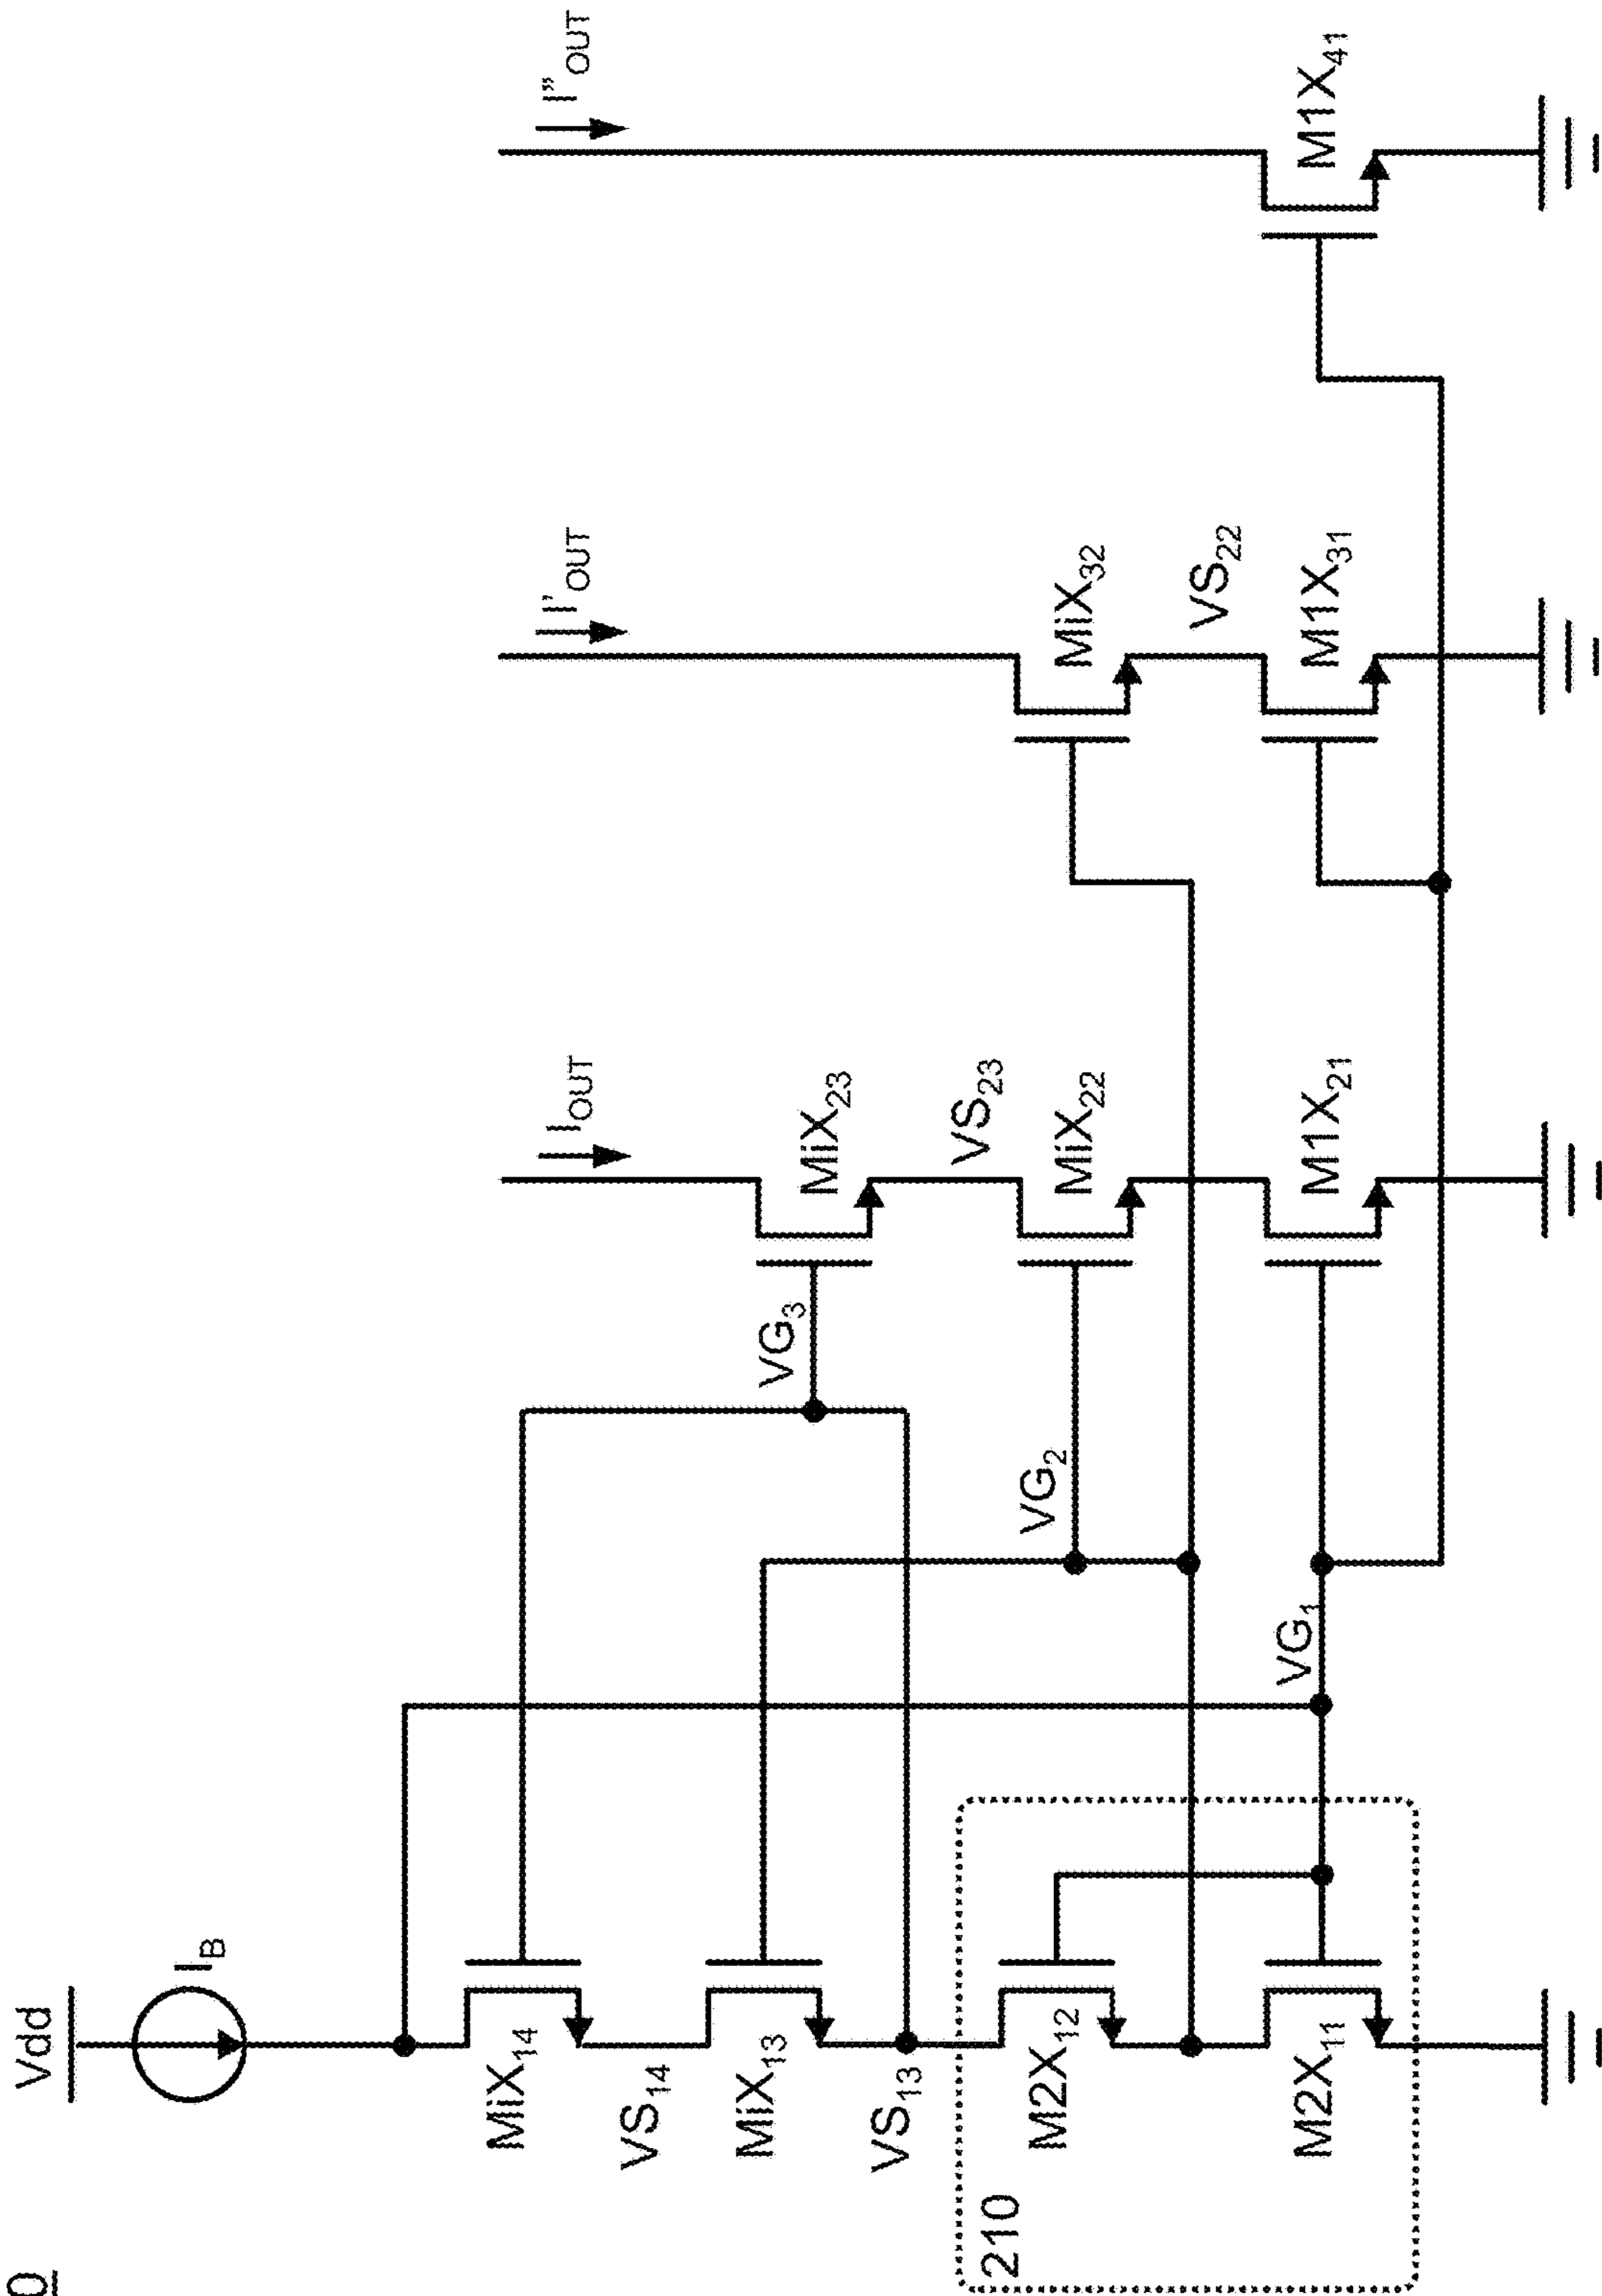 0
Vdd
I_B
MiX_14
VS_14
MiX_13
VS_13
M2X_12
M2X_11
210
VG_1
VG_2
VG_3
I_OUT
MiX_23
VS_23
MiX_22
M1X_21
I'_OUT
MiX_32
VS_22
M1X_31
I"_OUT
M1X_41